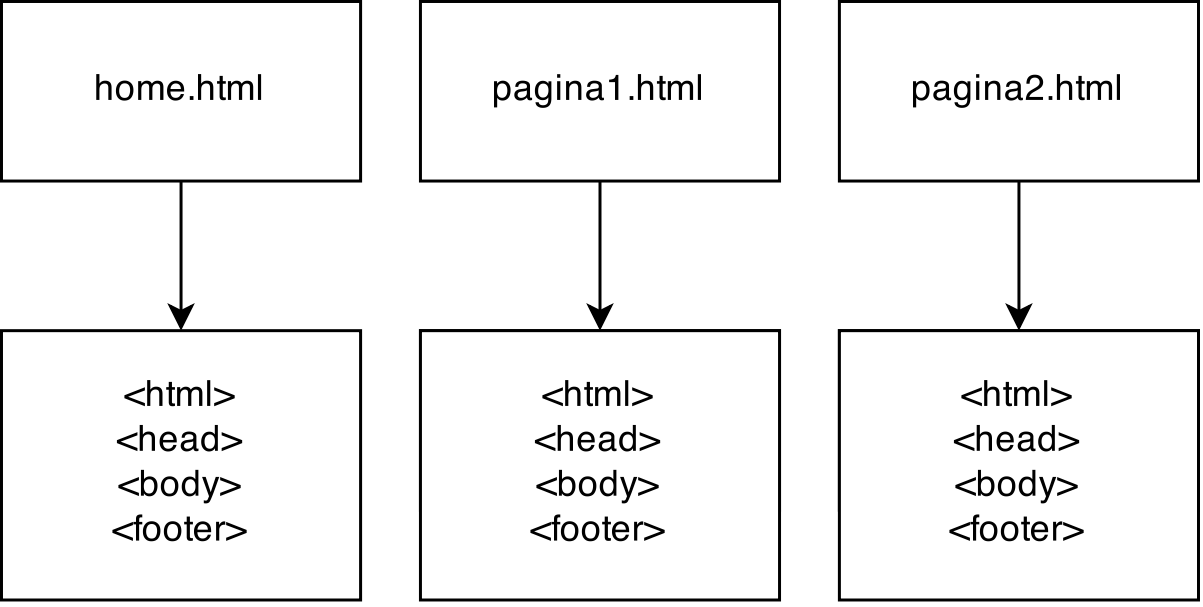 home.html
pagina1.html
pagina2.html
<html>
<head>
<body>
<footer>
<html>
<head>
<body>
<footer>
<html>
<head>
<body>
<footer>